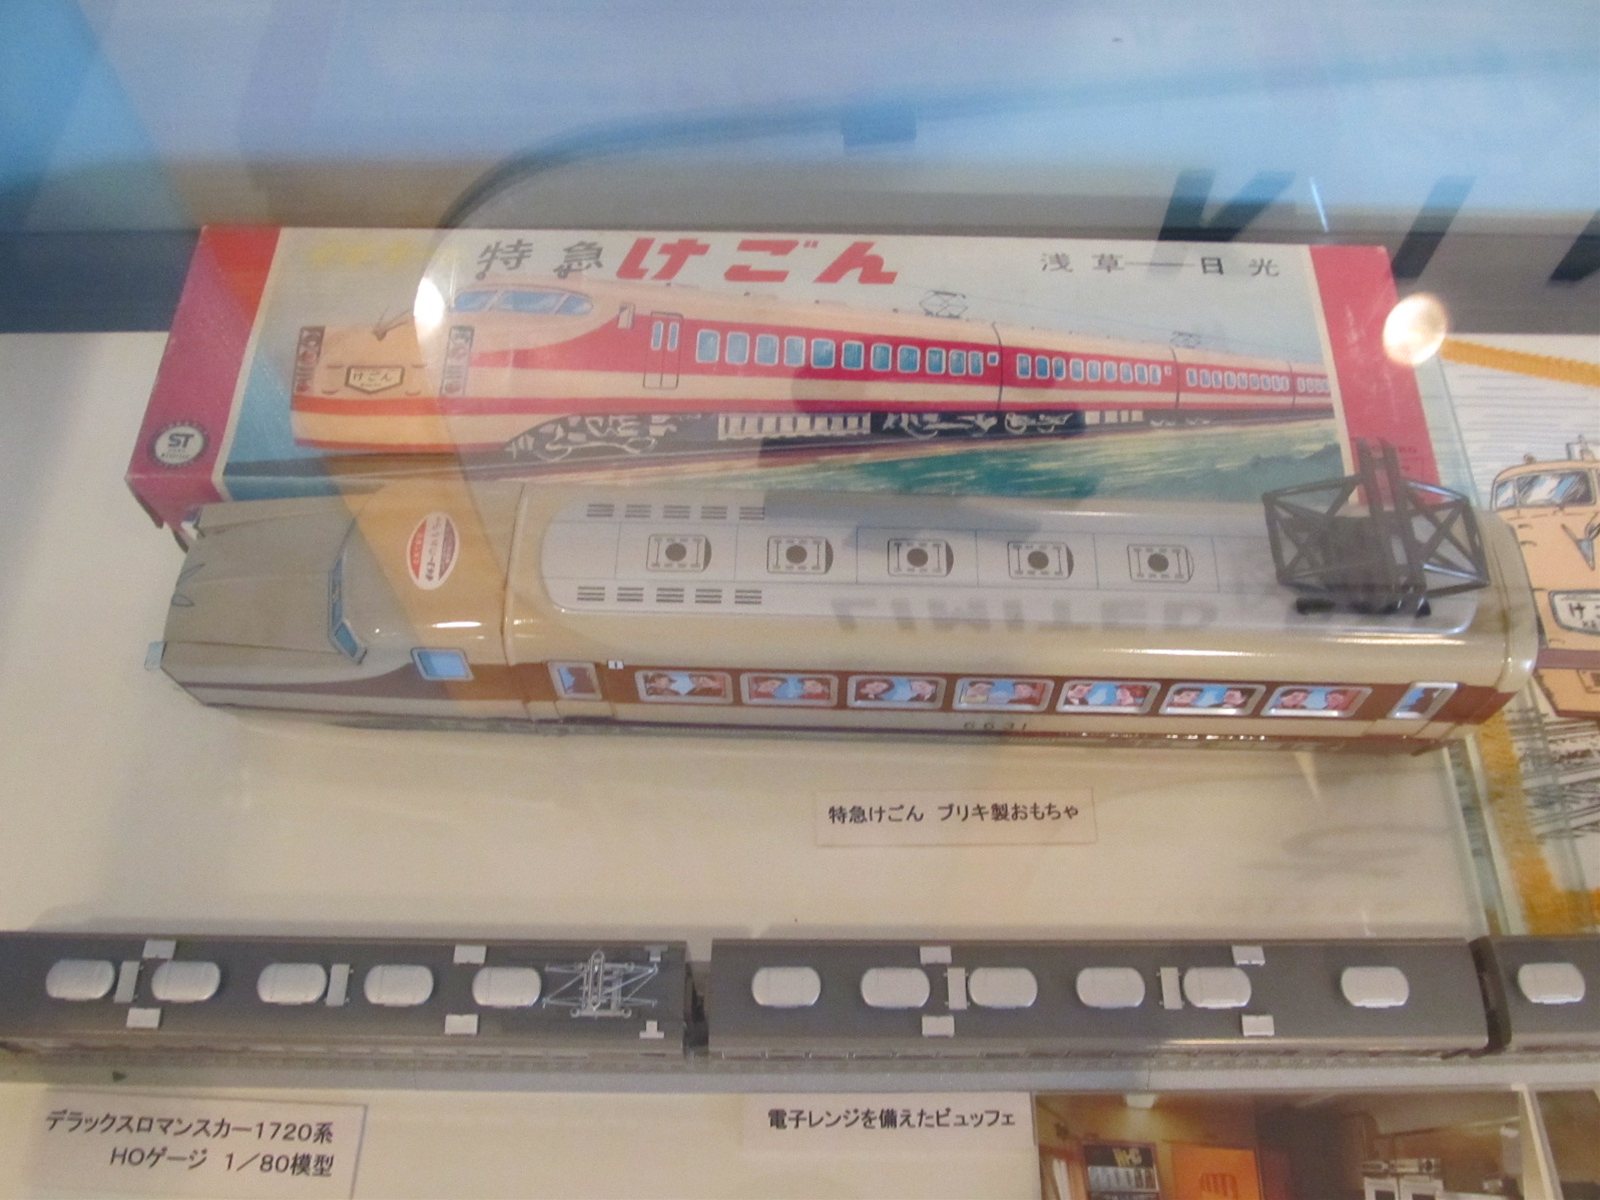 特急けごん 浅草——日光
けごん
ST
6631
特急けごん ブリキ製おもちゃ
デラックスロマンスカー1720系
HOゲージ 1/80模型
電子レンジを備えたビュッフェ